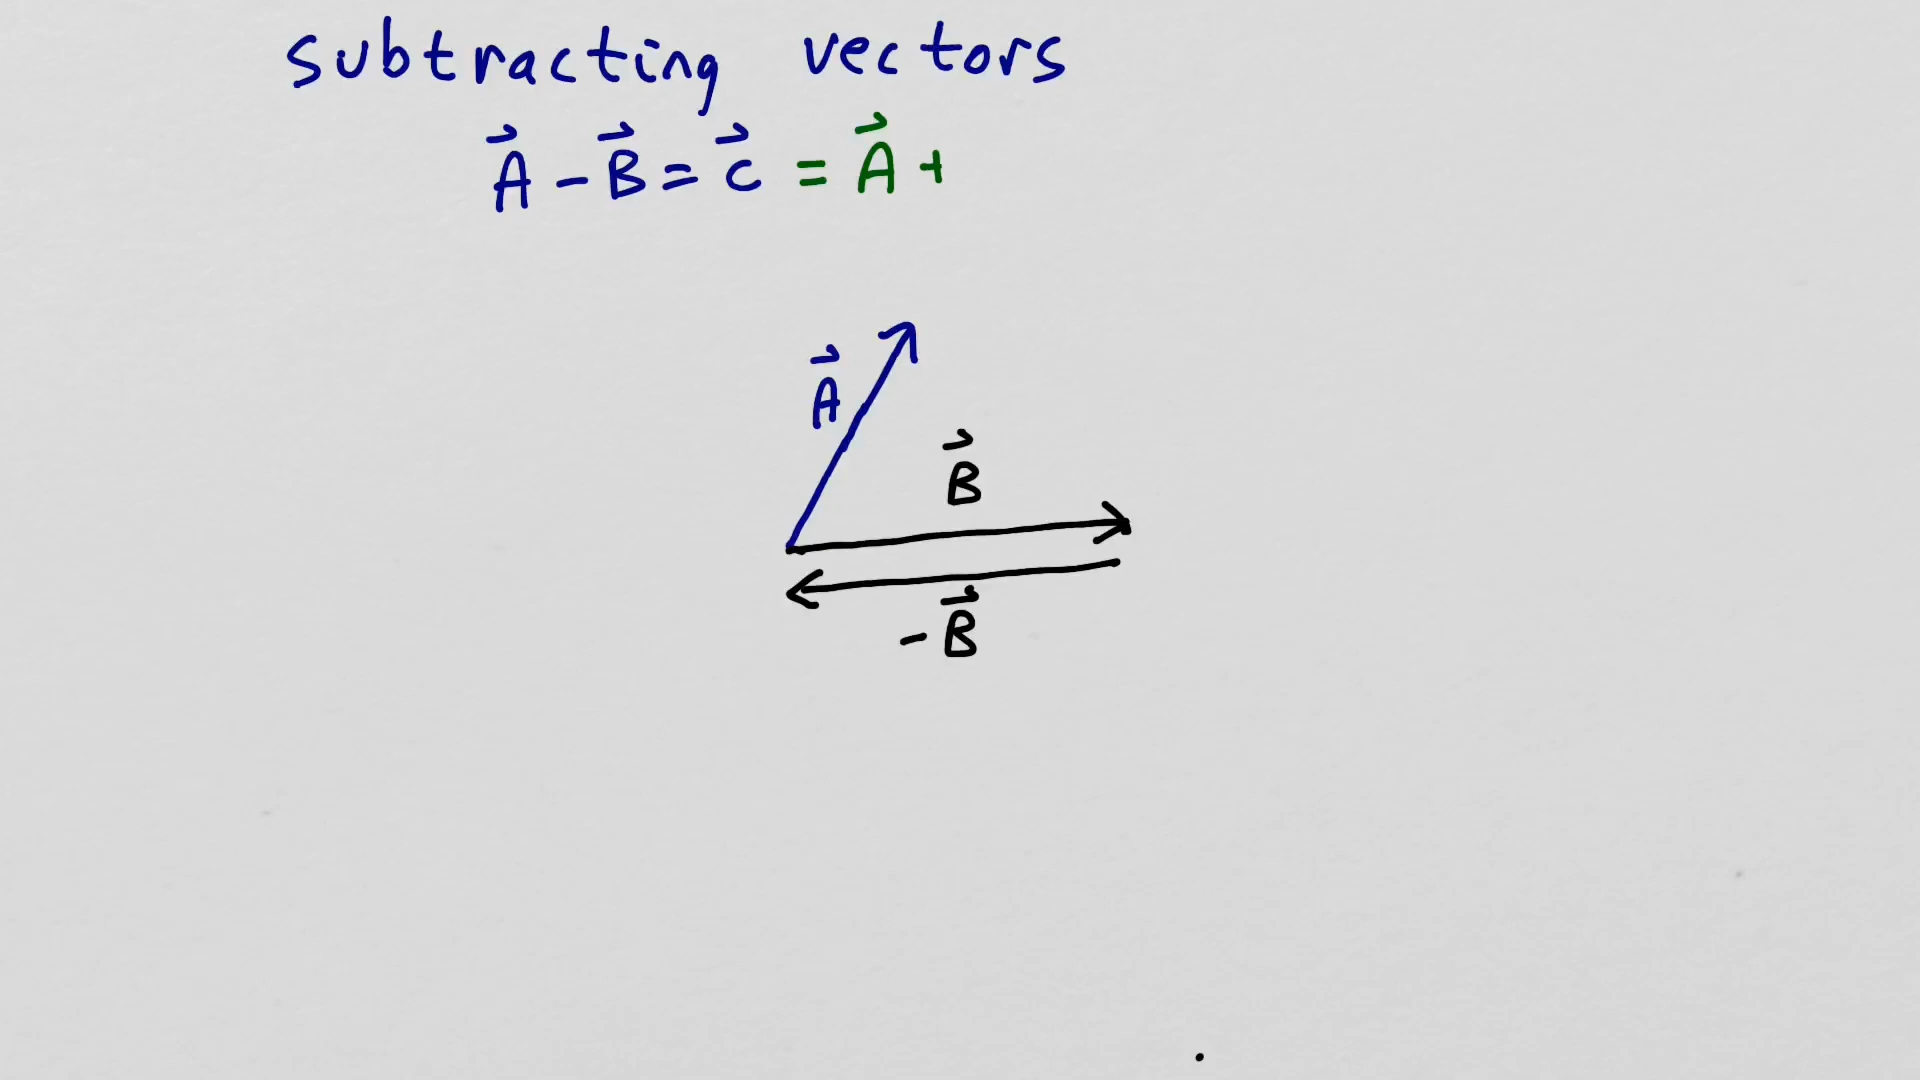 subtracting vectors
A⃗ - B⃗ = C⃗ = A⃗ +
A⃗
B⃗
-B⃗